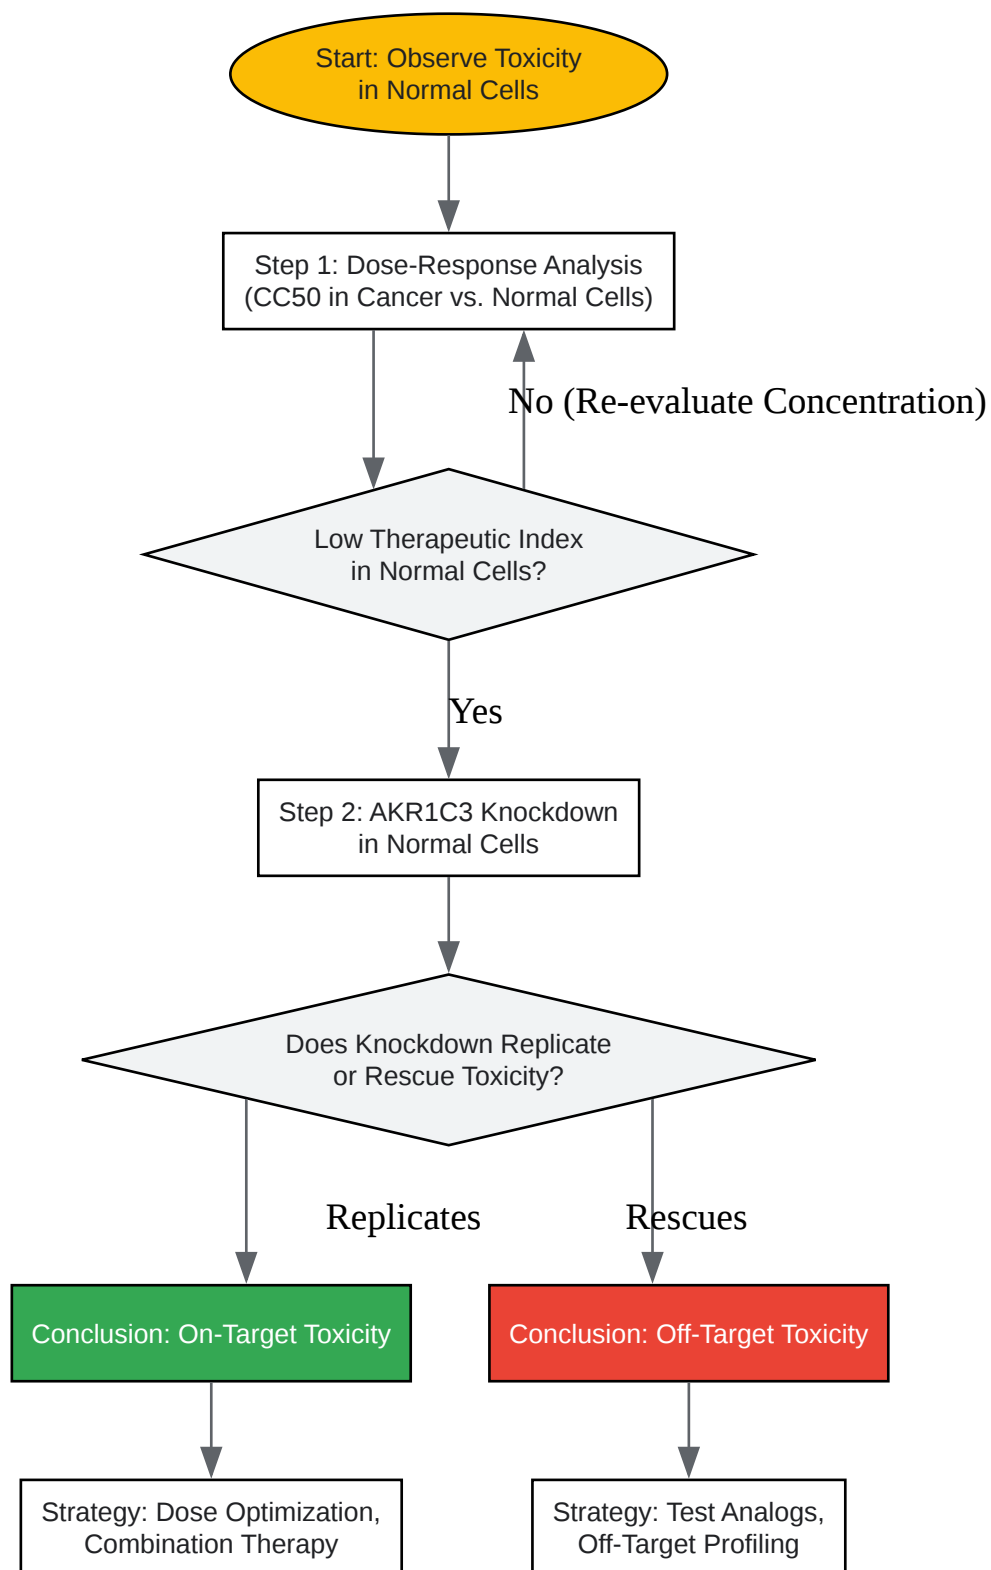 Start: Observe Toxicity
in Normal Cells
Step 1: Dose-Response Analysis
(CC50 in Cancer vs. Normal Cells)
No (Re-evaluate Concentration)
Low Therapeutic Index
in Normal Cells?
Yes
Step 2: AKR1C3 Knockdown
in Normal Cells
Does Knockdown Replicate
or Rescue Toxicity?
Replicates
Rescues
Conclusion: On-Target Toxicity
Conclusion: Off-Target Toxicity
Strategy: Dose Optimization,
Combination Therapy
Strategy: Test Analogs,
Off-Target Profiling